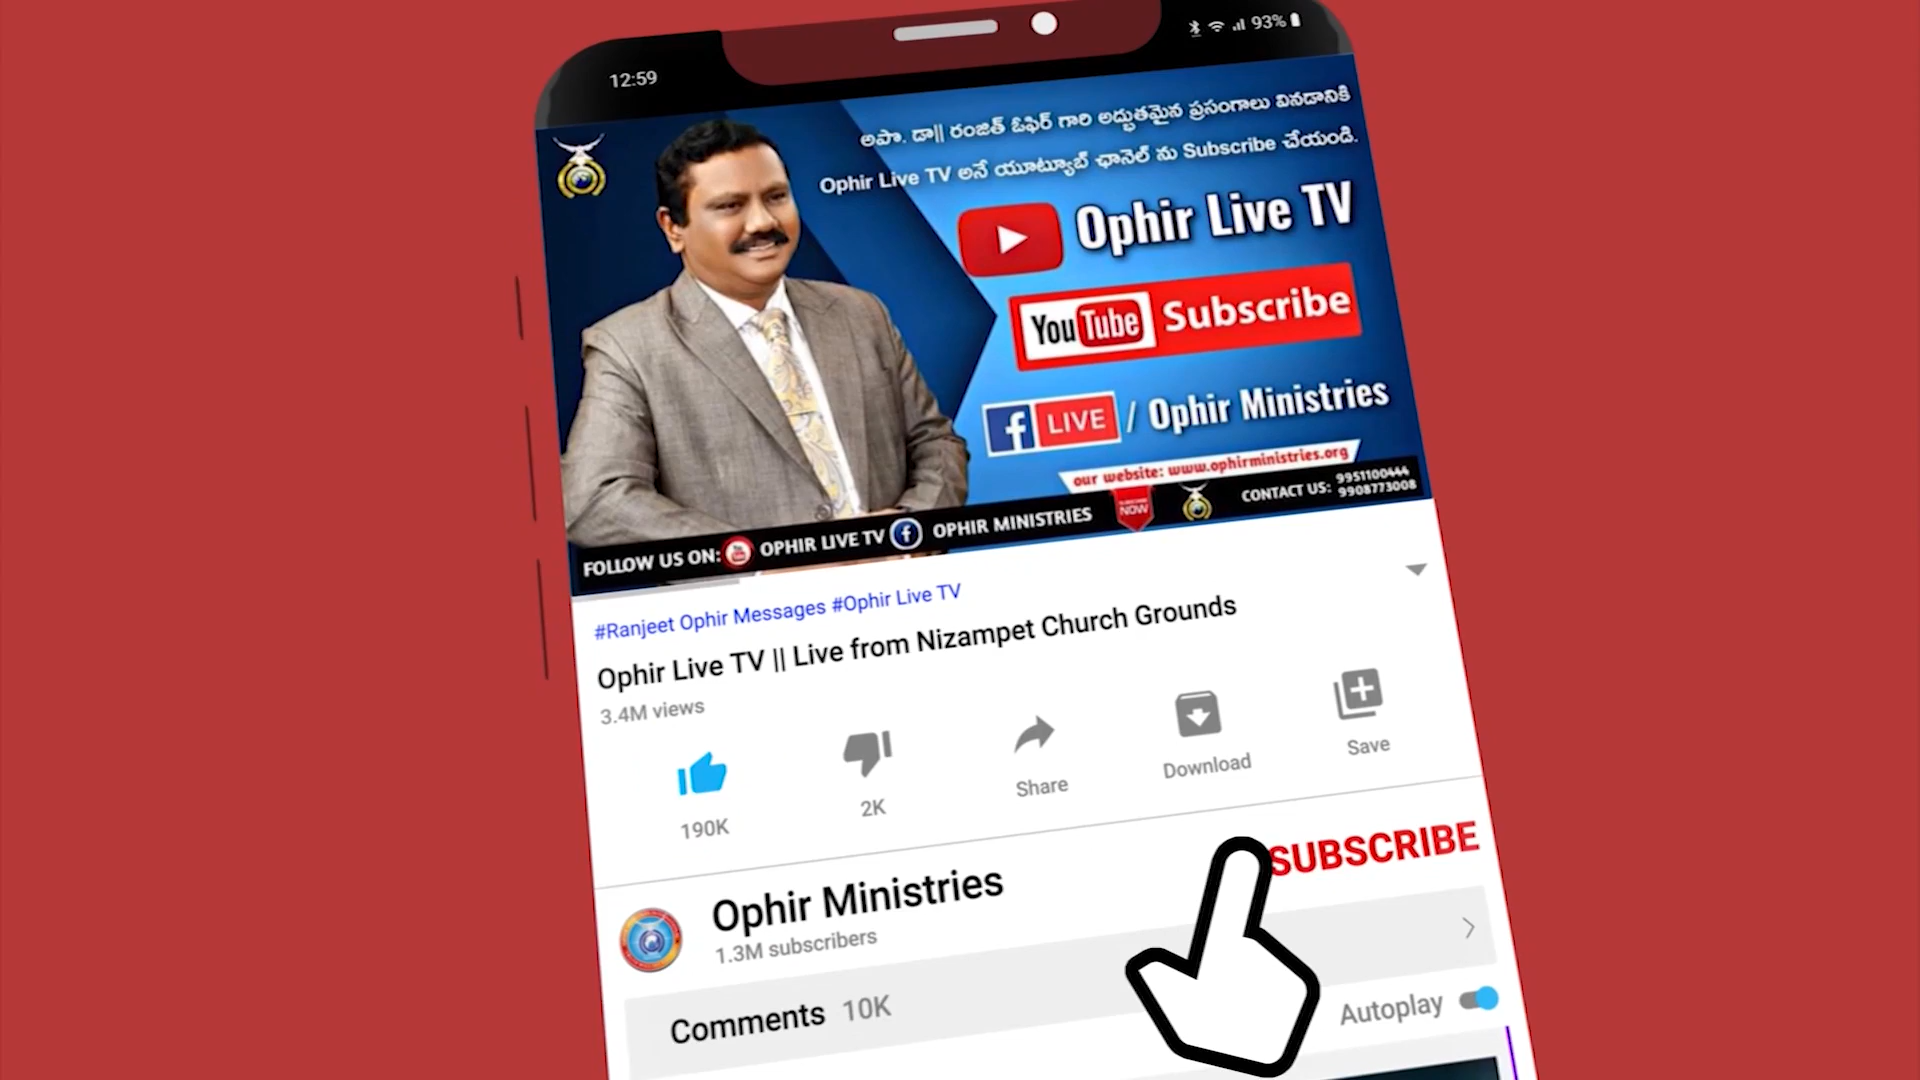 12:59
93%
అపొ. డా|| రంజిత్ ఓఫిర్ గారి అద్భుతమైన ప్రసంగాలు వినడానికి
Ophir Live TV అనే యూట్యూబ్ ఛానెల్ ను Subscribe చేయండి.
Ophir Live TV
YouTube Subscribe
f LIVE / Ophir Ministries
our website: www.ophirministries.org
FOLLOW US ON: OPHIR LIVE TV f OPHIR MINISTRIES
SUBSCRIBE NOW
CONTACT US: 9951100444
9908773008
#Ranjeet Ophir Messages #Ophir Live TV
Ophir Live TV || Live from Nizampet Church Grounds
3.4M views
190K
2K
Share
Download
Save
Ophir Ministries
1.3M subscribers
SUBSCRIBE
Comments 10K
Autoplay